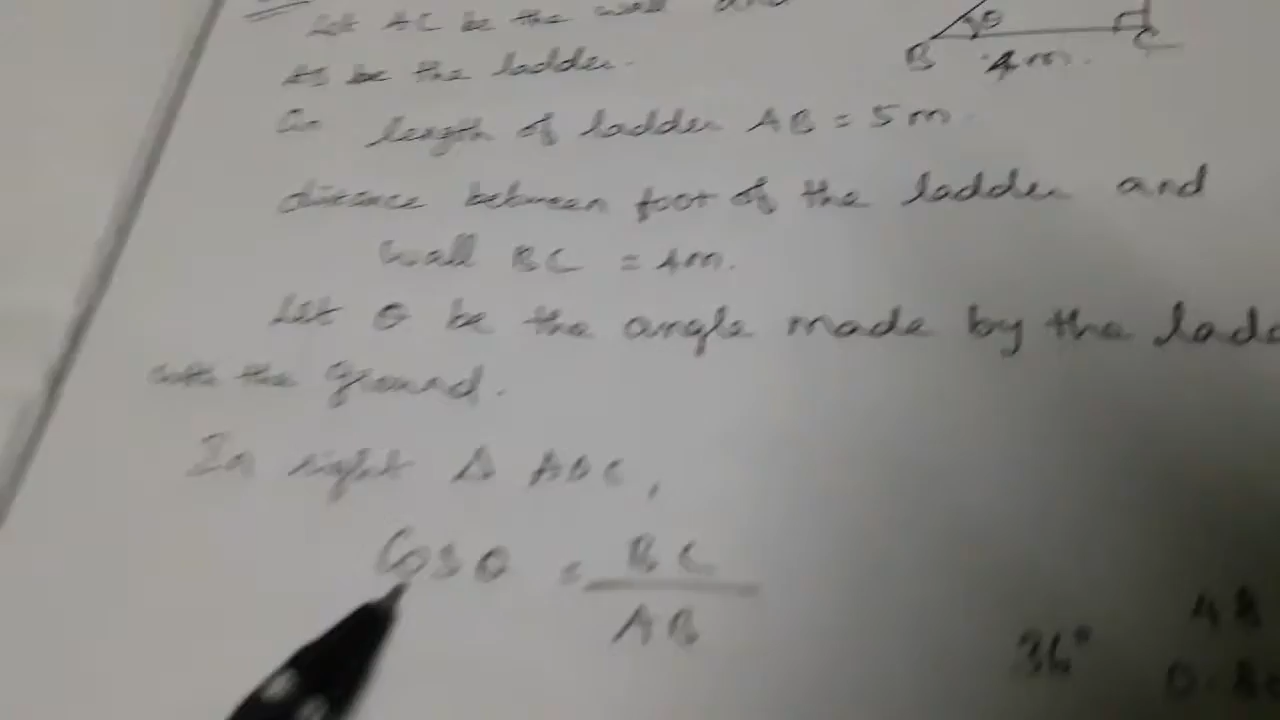 Let AC be the wall and
AB be the ladder.
θ
B
C
4m.
length of ladder AB = 5m
distance between foot of the ladder and
wall BC = 4m.
Let θ be the angle made by the lad
with the ground.
In right Δ ABC,
Cos θ = BC
AB
36°